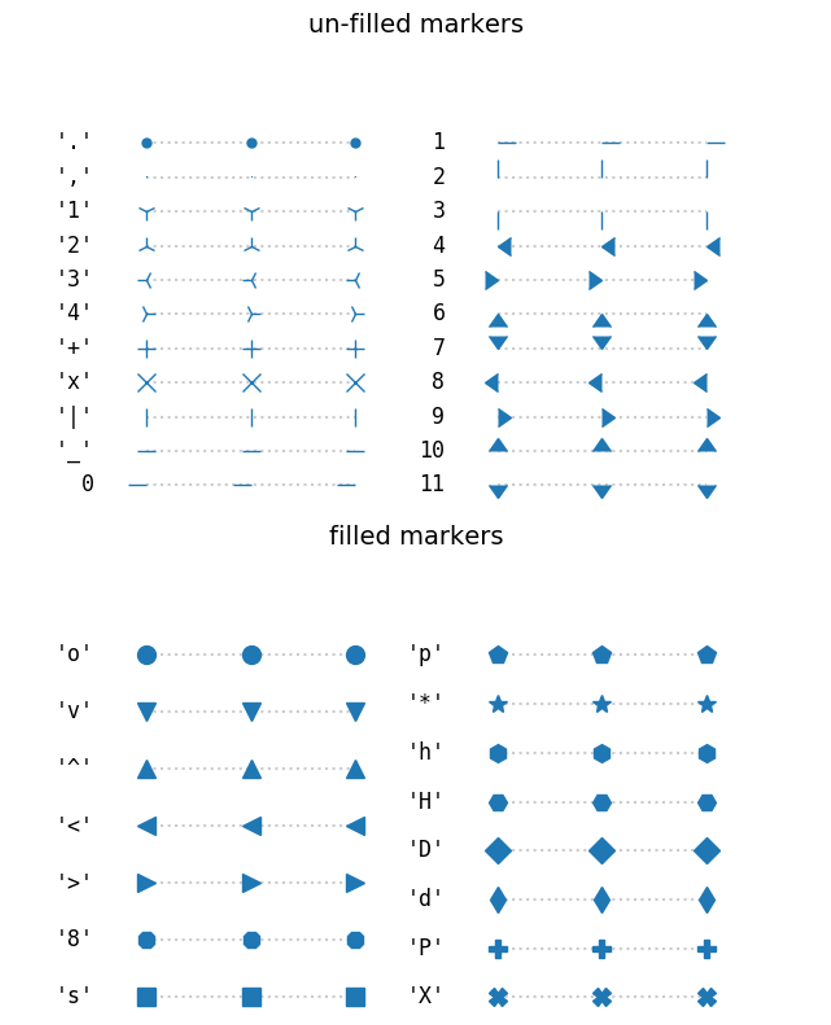 un-filled markers
'.'
','
'1'
'2'
'3'
'4'
'+'
'x'
'|'
'_'
0
1
2
3
4
5
6
7
8
9
10
11
filled markers
'o'
'v'
'^'
'<'
'>'
'8'
's'
'p'
'*'
'h'
'H'
'D'
'd'
'P'
'X'